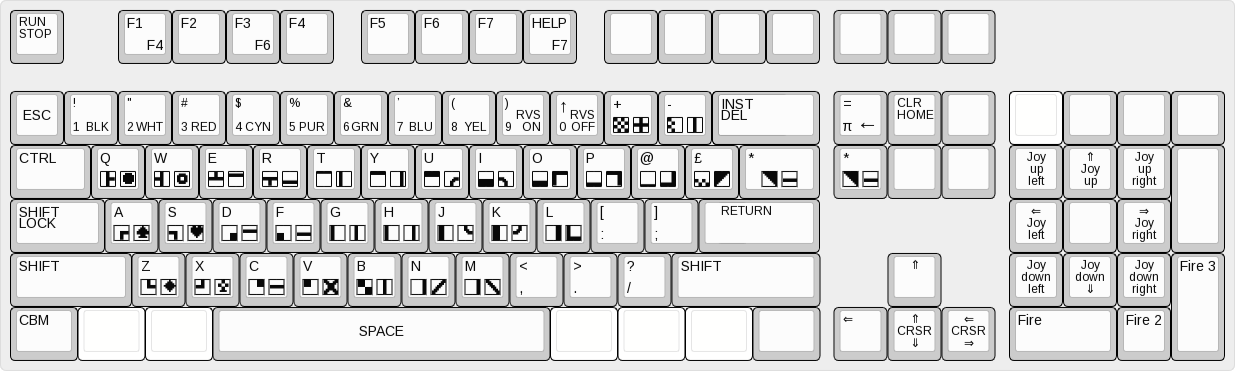 RUN
STOP
F1
F4
F2
F3
F6
F4
F5
F6
F7
HELP
F7
ESC
!
1 BLK
"
2 WHT
#
3 RED
$
4 CYN
%
5 PUR
&
6 GRN
'
7 BLU
(
8 YEL
)
RVS
9 ON
↑
RVS
0 OFF
+
-
INST
DEL
=
π ←
CLR
HOME
CTRL
Q
W
E
R
T
Y
U
I
O
P
@
£
*
*
Joy
up
left
⇑
Joy
up
Joy
up
right
SHIFT
LOCK
A
S
D
F
G
H
J
K
L
[
:
]
;
RETURN
⇐
Joy
left
⇒
Joy
right
SHIFT
Z
X
C
V
B
N
M
<
,
>
.
?
/
SHIFT
⇑
Joy
down
left
Joy
down
⇓
Joy
down
right
Fire 3
CBM
SPACE
⇐
⇑
CRSR
⇓
⇐
CRSR
⇒
Fire
Fire 2